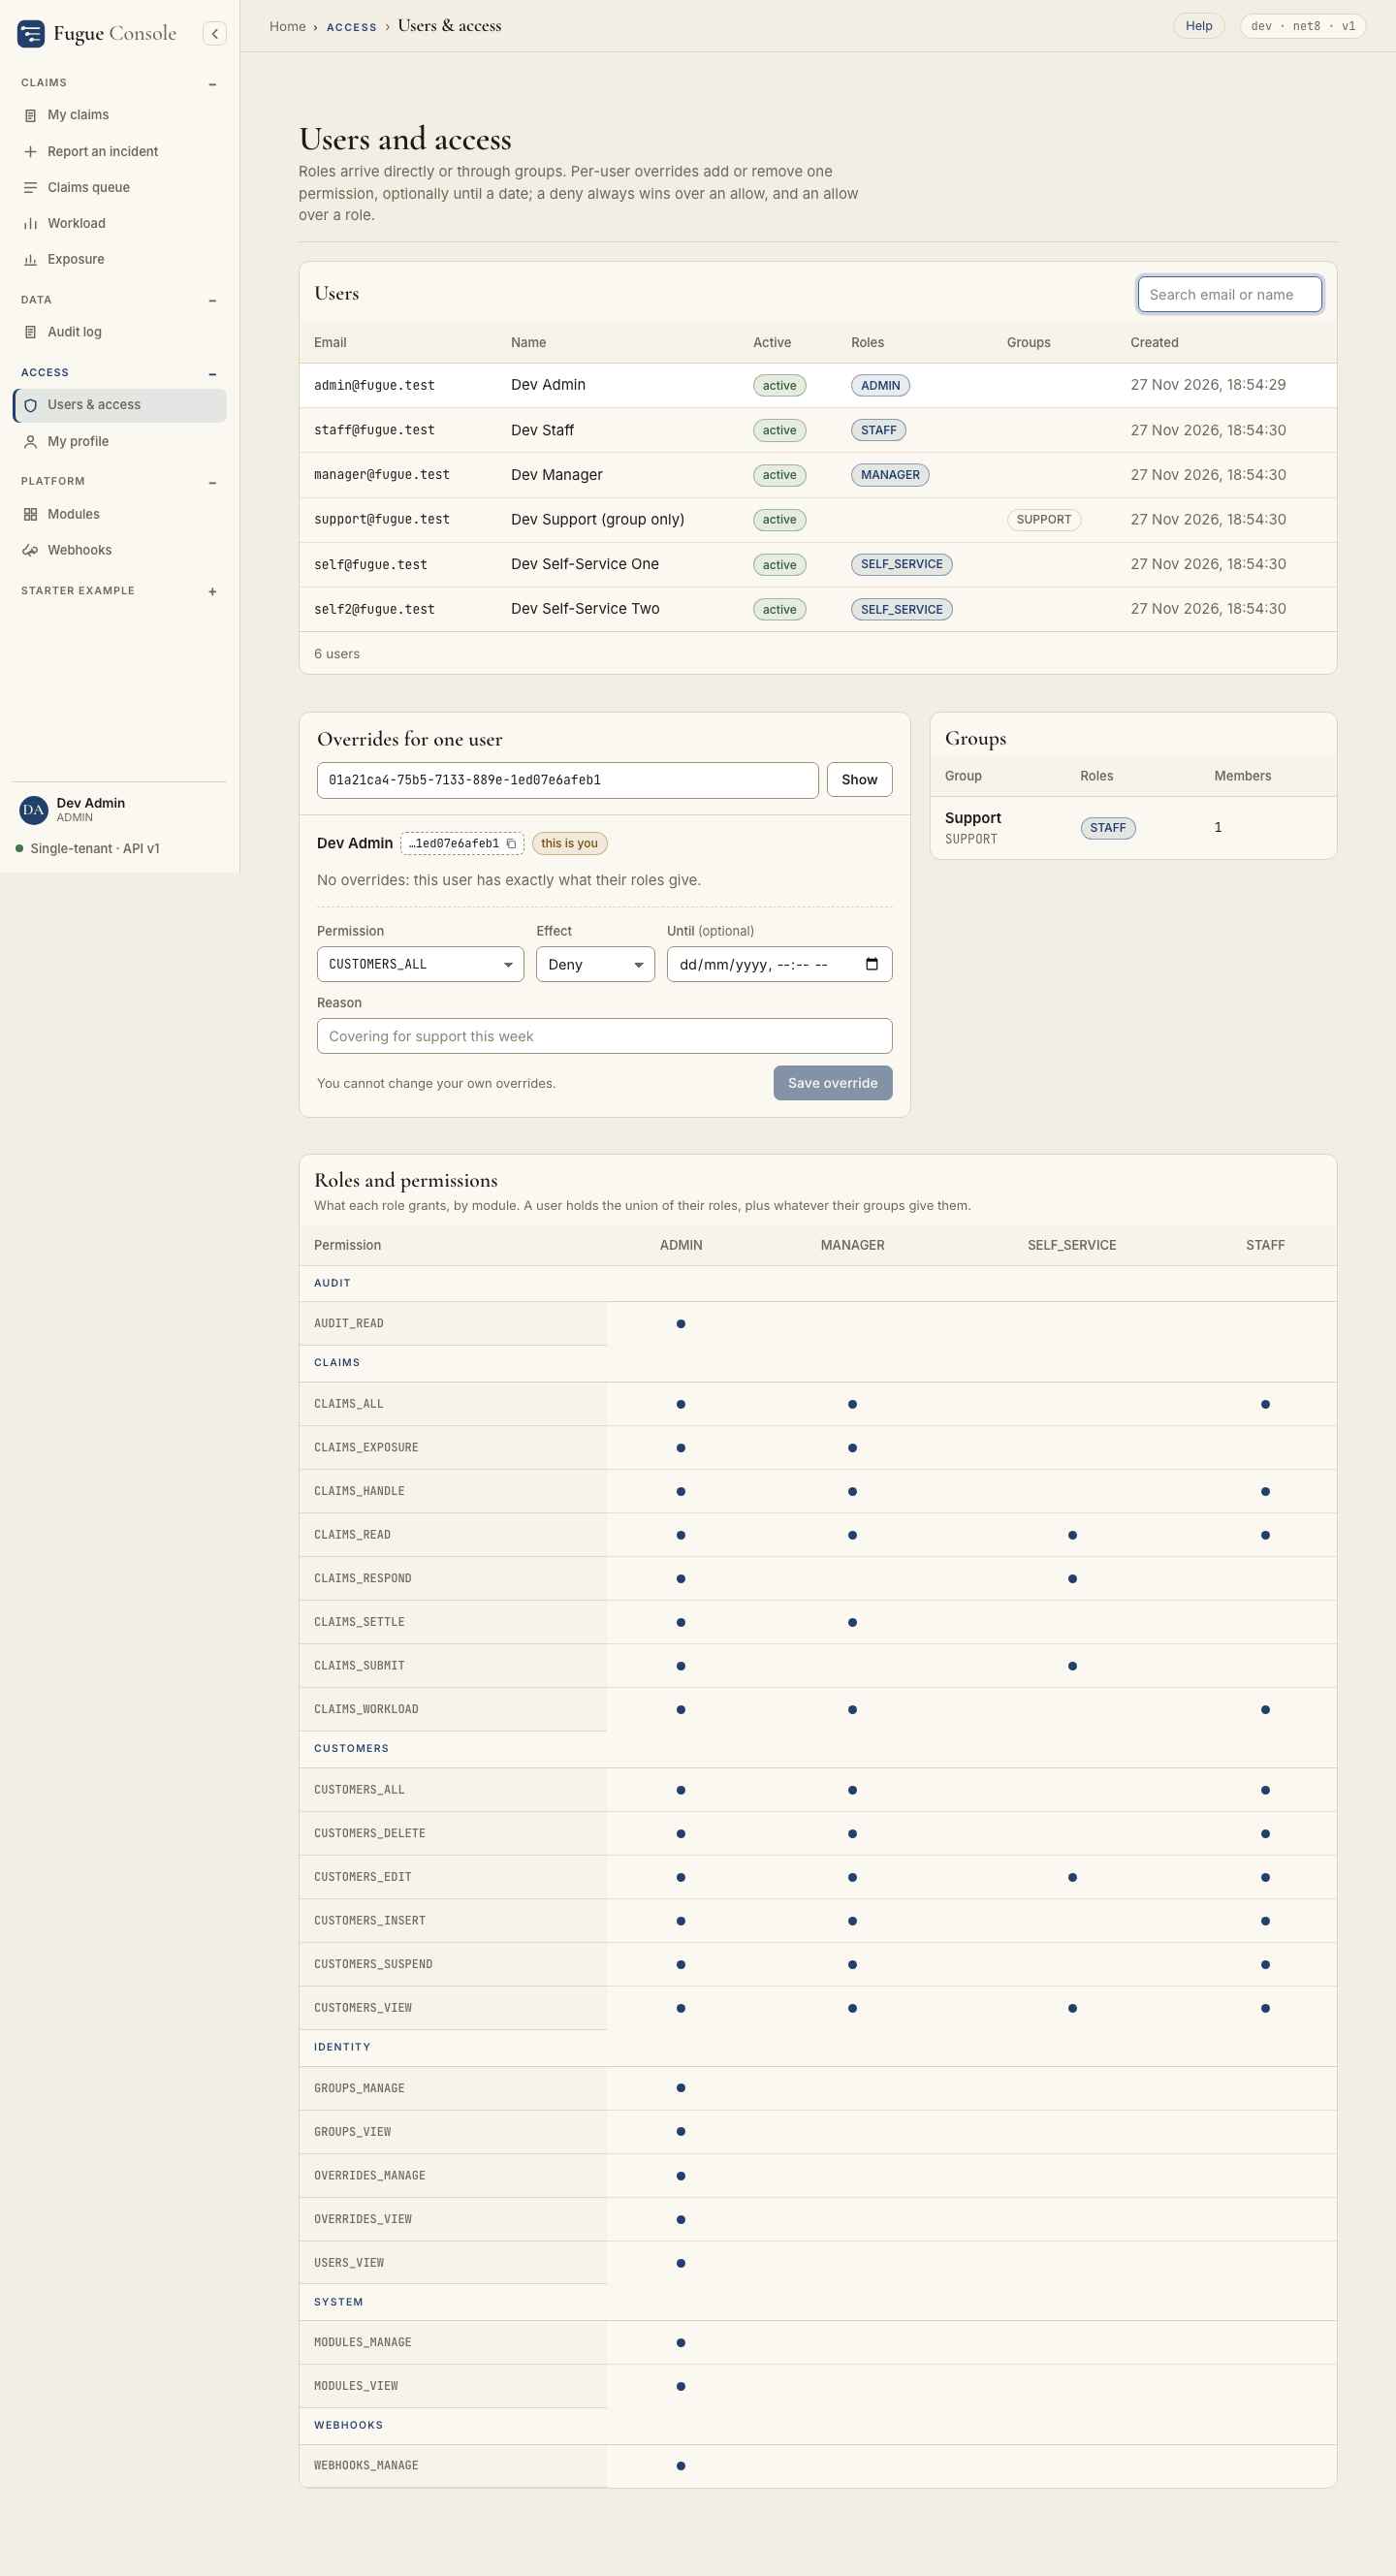 Fugue Console
Home › ACCESS › Users & access
Help
dev · net8 · v1
CLAIMS –
My claims
Report an incident
Claims queue
Workload
Exposure
DATA –
Audit log
ACCESS –
Users & access
My profile
PLATFORM –
Modules
Webhooks
STARTER EXAMPLE +
DA
Dev Admin
ADMIN
Single-tenant · API v1
Users and access
Roles arrive directly or through groups. Per-user overrides add or remove one
permission, optionally until a date; a deny always wins over an allow, and an allow
over a role.
Users
Search email or name
Email Name Active Roles Groups Created
admin@fugue.test Dev Admin active ADMIN 27 Nov 2026, 18:54:29
staff@fugue.test Dev Staff active STAFF 27 Nov 2026, 18:54:30
manager@fugue.test Dev Manager active MANAGER 27 Nov 2026, 18:54:30
support@fugue.test Dev Support (group only) active SUPPORT 27 Nov 2026, 18:54:30
self@fugue.test Dev Self-Service One active SELF_SERVICE 27 Nov 2026, 18:54:30
self2@fugue.test Dev Self-Service Two active SELF_SERVICE 27 Nov 2026, 18:54:30
6 users
Overrides for one user
01a21ca4-75b5-7133-889e-1ed07e6afeb1
Show
Dev Admin …1ed07e6afeb1 this is you
No overrides: this user has exactly what their roles give.
Permission Effect Until (optional)
CUSTOMERS_ALL Deny dd/mm/yyyy, --:-- --
Reason
Covering for support this week
You cannot change your own overrides.
Save override
Groups
Group Roles Members
Support
SUPPORT
STAFF
1
Roles and permissions
What each role grants, by module. A user holds the union of their roles, plus whatever their groups give them.
Permission ADMIN MANAGER SELF_SERVICE STAFF
AUDIT
AUDIT_READ
CLAIMS
CLAIMS_ALL
CLAIMS_EXPOSURE
CLAIMS_HANDLE
CLAIMS_READ
CLAIMS_RESPOND
CLAIMS_SETTLE
CLAIMS_SUBMIT
CLAIMS_WORKLOAD
CUSTOMERS
CUSTOMERS_ALL
CUSTOMERS_DELETE
CUSTOMERS_EDIT
CUSTOMERS_INSERT
CUSTOMERS_SUSPEND
CUSTOMERS_VIEW
IDENTITY
GROUPS_MANAGE
GROUPS_VIEW
OVERRIDES_MANAGE
OVERRIDES_VIEW
USERS_VIEW
SYSTEM
MODULES_MANAGE
MODULES_VIEW
WEBHOOKS
WEBHOOKS_MANAGE